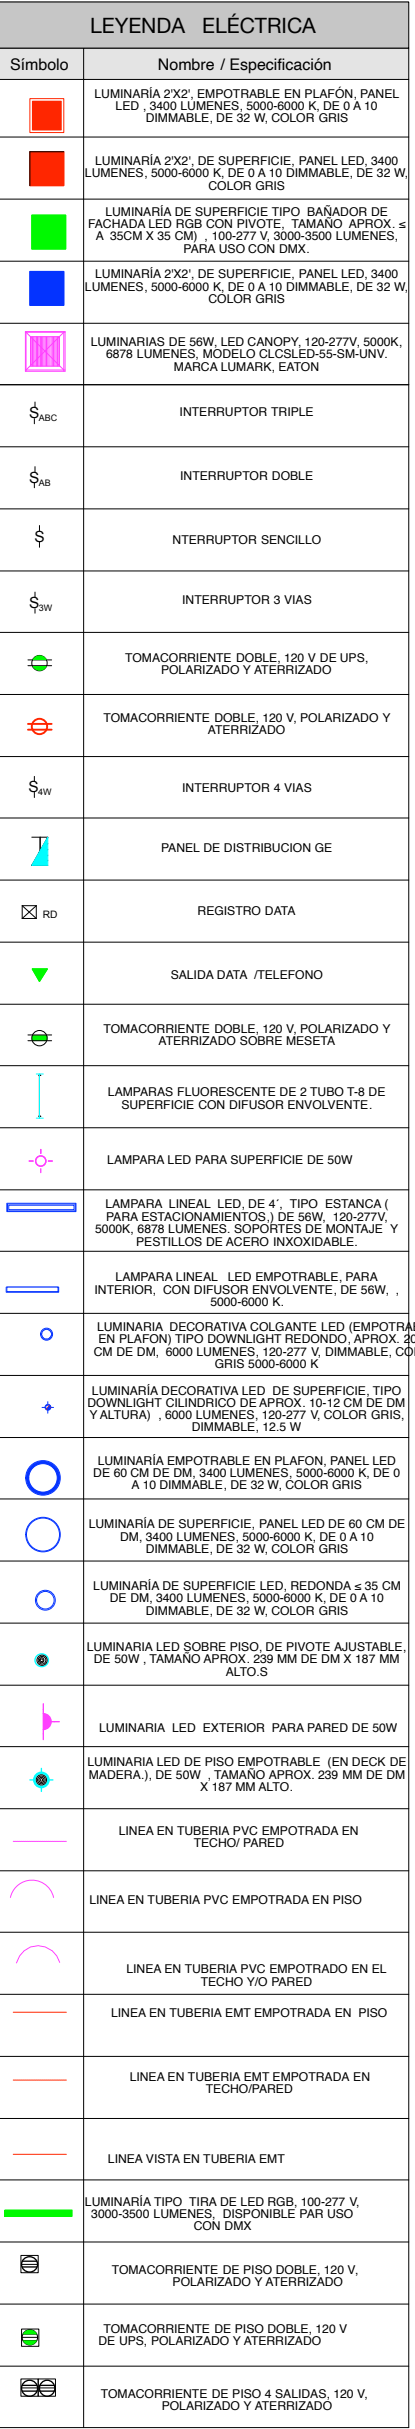 LEYENDA ELÉCTRICA
Símbolo
Nombre / Especificación
LUMINARÍA 2'X2', EMPOTRABLE EN PLAFÓN, PANEL
LED , 3400 LUMENES, 5000-6000 K, DE 0 A 10
DIMMABLE, DE 32 W, COLOR GRIS
LUMINARÍA 2'X2', DE SUPERFICIE, PANEL LED, 3400
LUMENES, 5000-6000 K, DE 0 A 10 DIMMABLE, DE 32 W,
COLOR GRIS
LUMINARÍA DE SUPERFICIE TIPO BAÑADOR DE
FACHADA LED RGB CON PIVOTE, TAMAÑO APROX. ≤
A 35CM X 35 CM) , 100-277 V, 3000-3500 LUMENES,
PARA USO CON DMX.
LUMINARÍA 2'X2', DE SUPERFICIE, PANEL LED, 3400
LUMENES, 5000-6000 K, DE 0 A 10 DIMMABLE, DE 32 W,
COLOR GRIS
LUMINARIAS DE 56W, LED CANOPY, 120-277V, 5000K,
6878 LUMENES, MODELO CLCSLED-55-SM-UNV.
MARCA LUMARK, EATON
S ABC
INTERRUPTOR TRIPLE
S AB
INTERRUPTOR DOBLE
S
NTERRUPTOR SENCILLO
S 3W
INTERRUPTOR 3 VIAS
TOMACORRIENTE DOBLE, 120 V DE UPS,
POLARIZADO Y ATERRIZADO
TOMACORRIENTE DOBLE, 120 V, POLARIZADO Y
ATERRIZADO
S 4W
INTERRUPTOR 4 VIAS
PANEL DE DISTRIBUCION GE
RD
REGISTRO DATA
SALIDA DATA /TELEFONO
TOMACORRIENTE DOBLE, 120 V, POLARIZADO Y
ATERRIZADO SOBRE MESETA
LAMPARAS FLUORESCENTE DE 2 TUBO T-8 DE
SUPERFICIE CON DIFUSOR ENVOLVENTE.
LAMPARA LED PARA SUPERFICIE DE 50W
LAMPARA LINEAL LED, DE 4´, TIPO ESTANCA (
PARA ESTACIONAMIENTOS,) DE 56W, 120-277V,
5000K, 6878 LUMENES. SOPORTES DE MONTAJE Y
PESTILLOS DE ACERO INXOXIDABLE.
LAMPARA LINEAL LED EMPOTRABLE, PARA
INTERIOR, CON DIFUSOR ENVOLVENTE, DE 56W, ,
5000-6000 K.
LUMINARIA DECORATIVA COLGANTE LED (EMPOTRA
EN PLAFON) TIPO DOWNLIGHT REDONDO, APROX. 20
CM DE DM, 6000 LUMENES, 120-277 V, DIMMABLE, CO
GRIS 5000-6000 K
LUMINARÍA DECORATIVA LED DE SUPERFICIE, TIPO
DOWNLIGHT CILINDRICO DE APROX. 10-12 CM DE DM
Y ALTURA) , 6000 LUMENES, 120-277 V, COLOR GRIS,
DIMMABLE, 12.5 W
LUMINARÍA EMPOTRABLE EN PLAFON, PANEL LED
DE 60 CM DE DM, 3400 LUMENES, 5000-6000 K, DE 0
A 10 DIMMABLE, DE 32 W, COLOR GRIS
LUMINARÍA DE SUPERFICIE, PANEL DE 60 CM DE
DM, 3400 LUMENES, 5000-6000 K, DE 0 A 10
DIMMABLE, DE 32 W, COLOR GRIS
LUMINARÍA DE SUPERFICIE LED, REDONDA ≤ 35 CM
DE DM, 3400 LUMENES, 5000-6000 K, DE 0 A 10
DIMMABLE, DE 32 W, COLOR GRIS
LUMINARIA LED SOBRE PISO, DE PIVOTE AJUSTABLE,
DE 50W , TAMAÑO APROX. 239 MM DE DM X 187 MM
ALTO.S
LUMINARIA LED EXTERIOR PARA PARED DE 50W
LUMINARIA LED DE PISO EMPOTRABLE (EN DECK DE
MADERA.), DE 50W , TAMAÑO APROX. 239 MM DE DM
X 187 MM ALTO.
LINEA EN TUBERIA PVC EMPOTRADA EN
TECHO/ PARED
LINEA EN TUBERIA PVC EMPOTRADA EN PISO
LINEA EN TUBERIA PVC EMPOTRADO EN EL
TECHO Y/O PARED
LINEA EN TUBERIA EMT EMPOTRADA EN PISO
LINEA EN TUBERIA EMT EMPOTRADA EN
TECHO/PARED
LINEA VISTA EN TUBERIA EMT
LUMINARÍA TIPO TIRA DE LED RGB, 100-277 V,
3000-3500 LUMENES, DISPONIBLE PAR USO
CON DMX
TOMACORRIENTE DE PISO DOBLE, 120 V,
POLARIZADO Y ATERRIZADO
TOMACORRIENTE DE PISO DOBLE, 120 V
DE UPS, POLARIZADO Y ATERRIZADO
TOMACORRIENTE DE PISO 4 SALIDAS, 120 V,
POLARIZADO Y ATERRIZADO